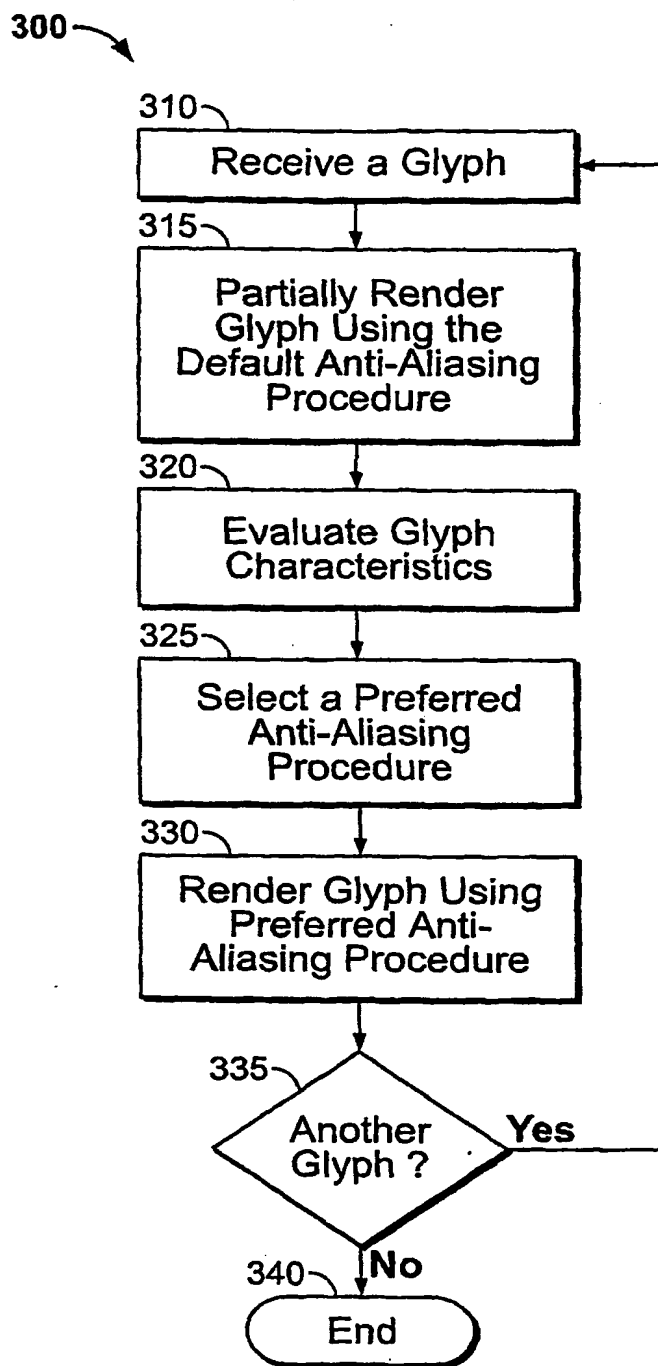 300
310
Receive a Glyph
315
Partially Render
Glyph Using the
Default Anti-Aliasing
Procedure
320
Evaluate Glyph
Characteristics
325
Select a Preferred
Anti-Aliasing
Procedure
330
Render Glyph Using
Preferred Anti-
Aliasing Procedure
335
Another
Glyph ?
Yes
No
340
End